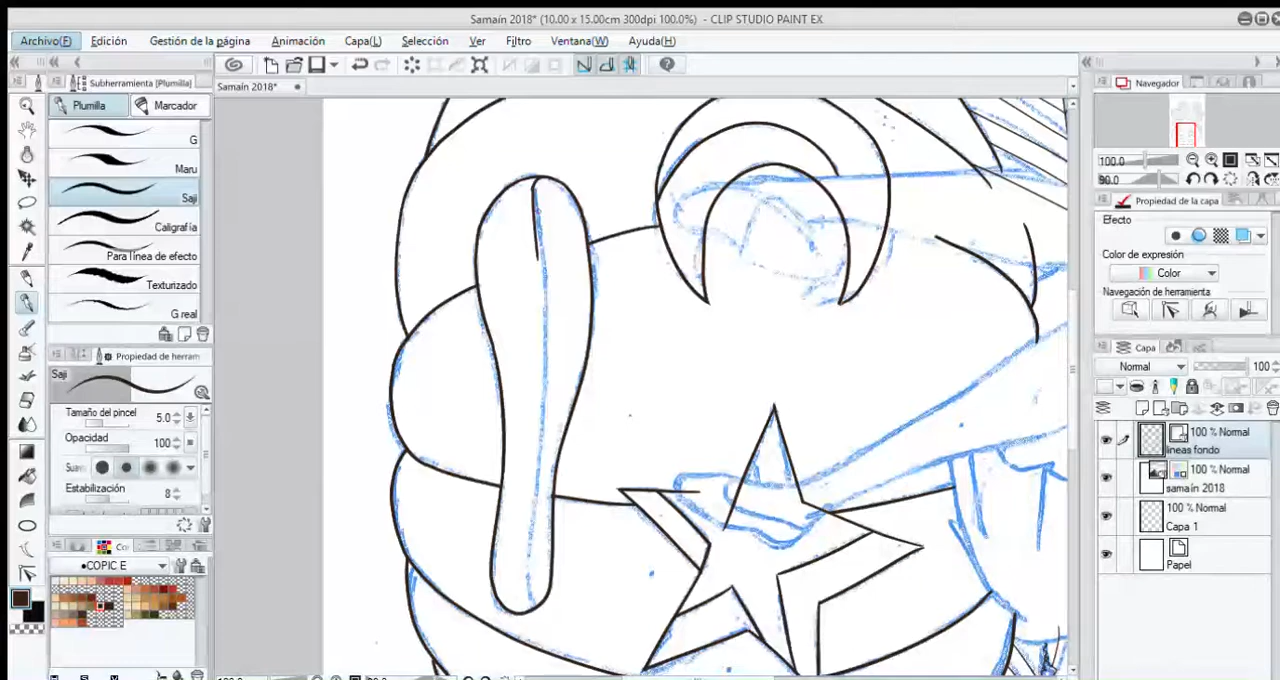 Samaín 2018* (10.00 x 15.00cm 300dpi 100.0%) - CLIP STUDIO PAINT EX
Archivo(F) Edición Gestión de la página Animación Capa(L) Selección Ver Filtro Ventana(W) Ayuda(H)
Subherramienta [Plumilla]
Samaín 2018*
Navegador
Plumilla Marcador
G
Maru
Saji
Caligrafía
Para línea de efecto
Texturizado
G real
100.0
90.0
Propiedad de la capa
Efecto
Color de expresión
Color
Navegación de herramienta
Propiedad de herram
Saji
Tamaño del pincel 5.0
Opacidad 100
Suav
Estabilización 8
Capa
Normal 100
100 % Normal
líneas fondo
100 % Normal
samaín 2018
100 % Normal
Capa 1
Papel
Co
●COPIC E